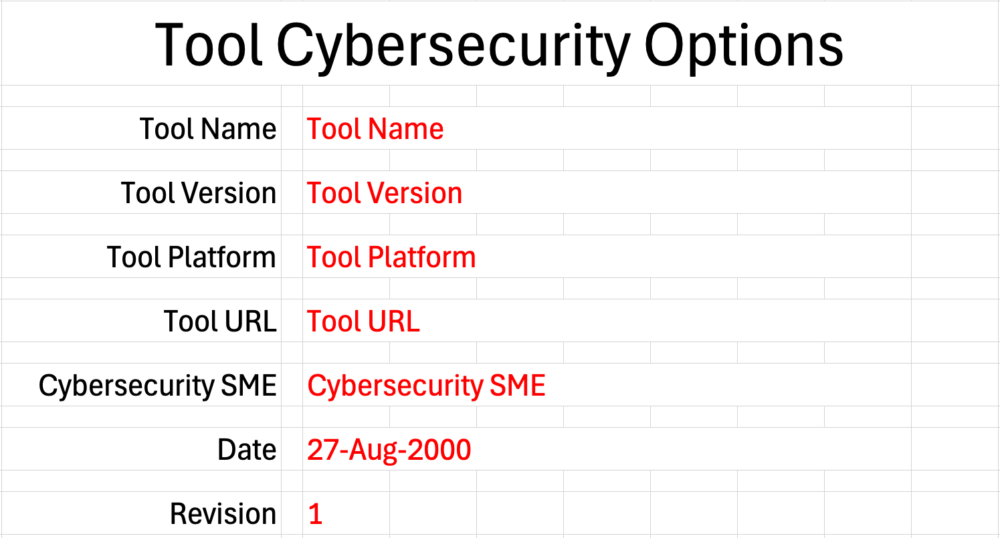 Tool Cybersecurity Options
Tool Name Tool Name
Tool Version Tool Version
Tool Platform Tool Platform
Tool URL Tool URL
Cybersecurity SME Cybersecurity SME
Date 27-Aug-2000
Revision 1